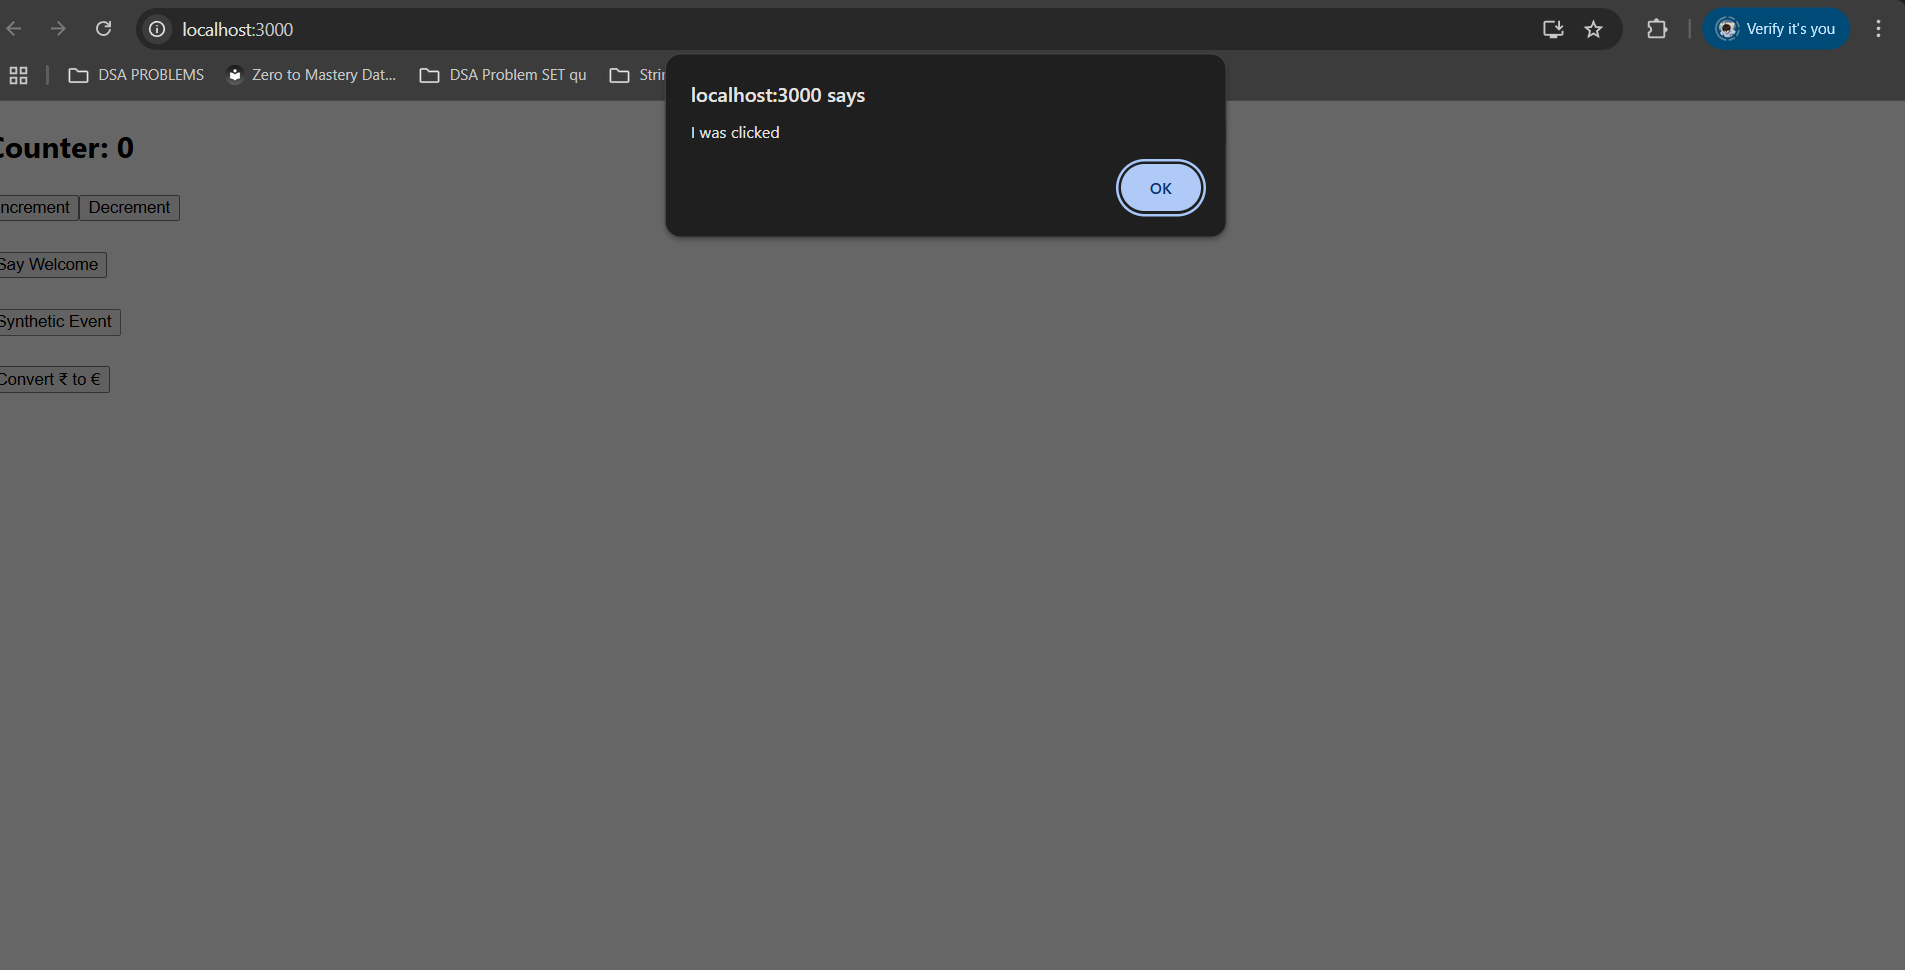 localhost:3000
Verify it's you
DSA PROBLEMS
Zero to Mastery Dat...
DSA Problem SET qu
localhost:3000 says
I was clicked
OK
Counter: 0
ncrement
Decrement
Say Welcome
Synthetic Event
Convert ₹ to €